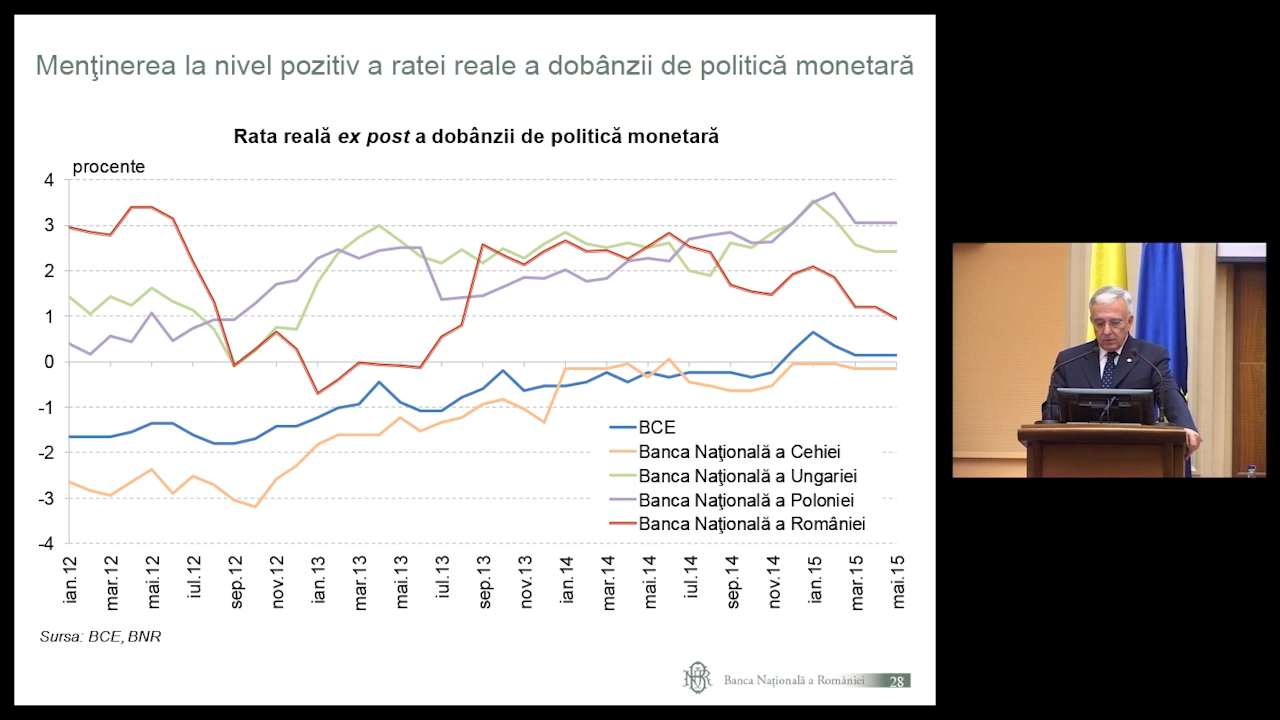 Menţinerea la nivel pozitiv a ratei reale a dobânzii de politică monetară
Rata reală ex post a dobânzii de politică monetară
procente
4
3
2
1
0
-1
-2
-3
-4
BCE
Banca Naţională a Cehiei
Banca Naţională a Ungariei
Banca Naţională a Poloniei
Banca Naţională a României
ian.12
mar.12
mai.12
iul.12
sep.12
nov.12
ian.13
mar.13
mai.13
iul.13
sep.13
nov.13
ian.14
mar.14
mai.14
iul.14
sep.14
nov.14
ian.15
mar.15
mai.15
Sursa: BCE, BNR
Banca Naţională a României 28